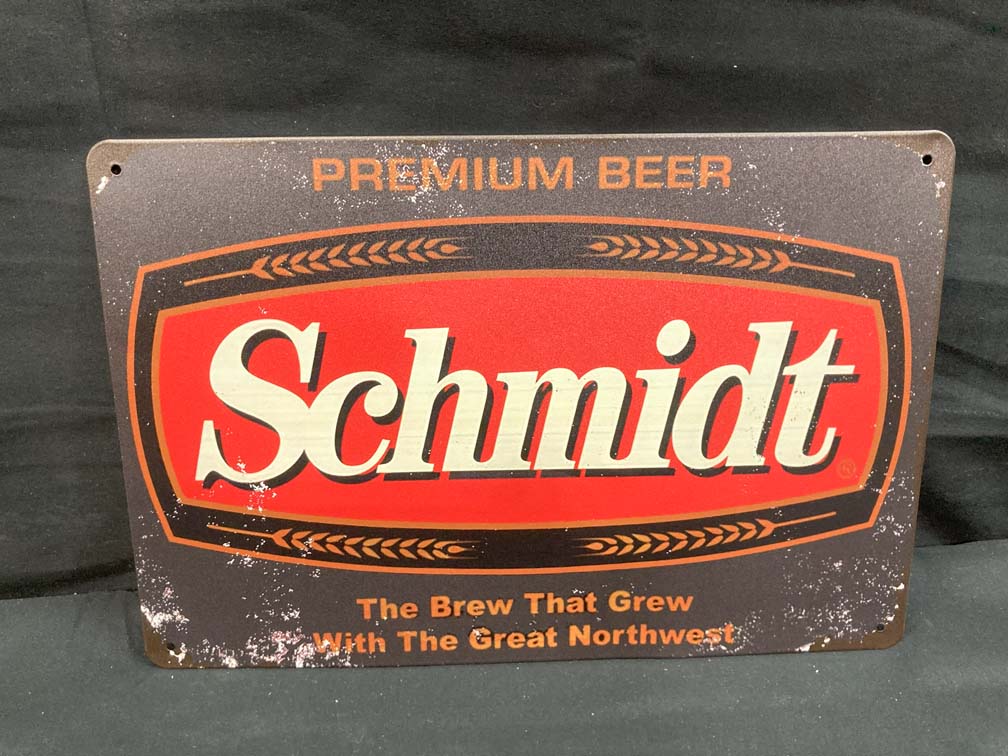 PREMIUM BEER
Schmidt
®
The Brew That Grew
With The Great Northwest